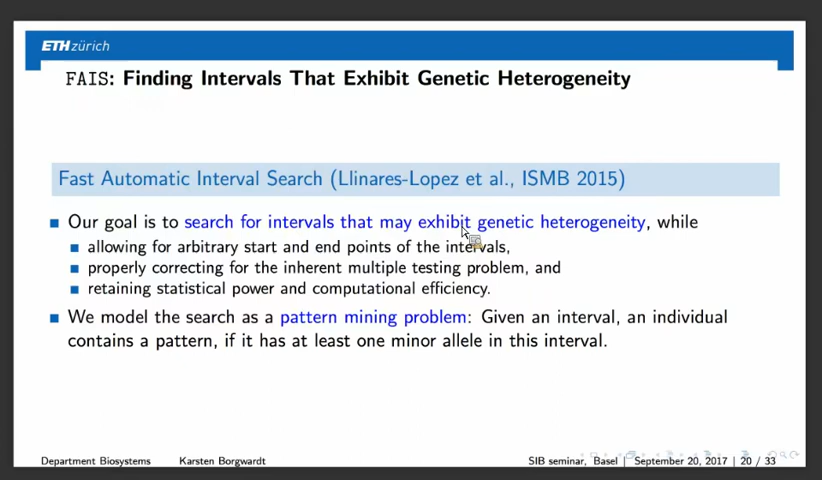 ETH zürich
FAIS: Finding Intervals That Exhibit Genetic Heterogeneity
Fast Automatic Interval Search (Llinares-Lopez et al., ISMB 2015)
Our goal is to search for intervals that may exhibit genetic heterogeneity, while
allowing for arbitrary start and end points of the intervals,
properly correcting for the inherent multiple testing problem, and
retaining statistical power and computational efficiency.
We model the search as a pattern mining problem: Given an interval, an individual
contains a pattern, if it has at least one minor allele in this interval.
Department Biosystems Karsten Borgwardt SIB seminar, Basel | September 20, 2017 | 20 / 33